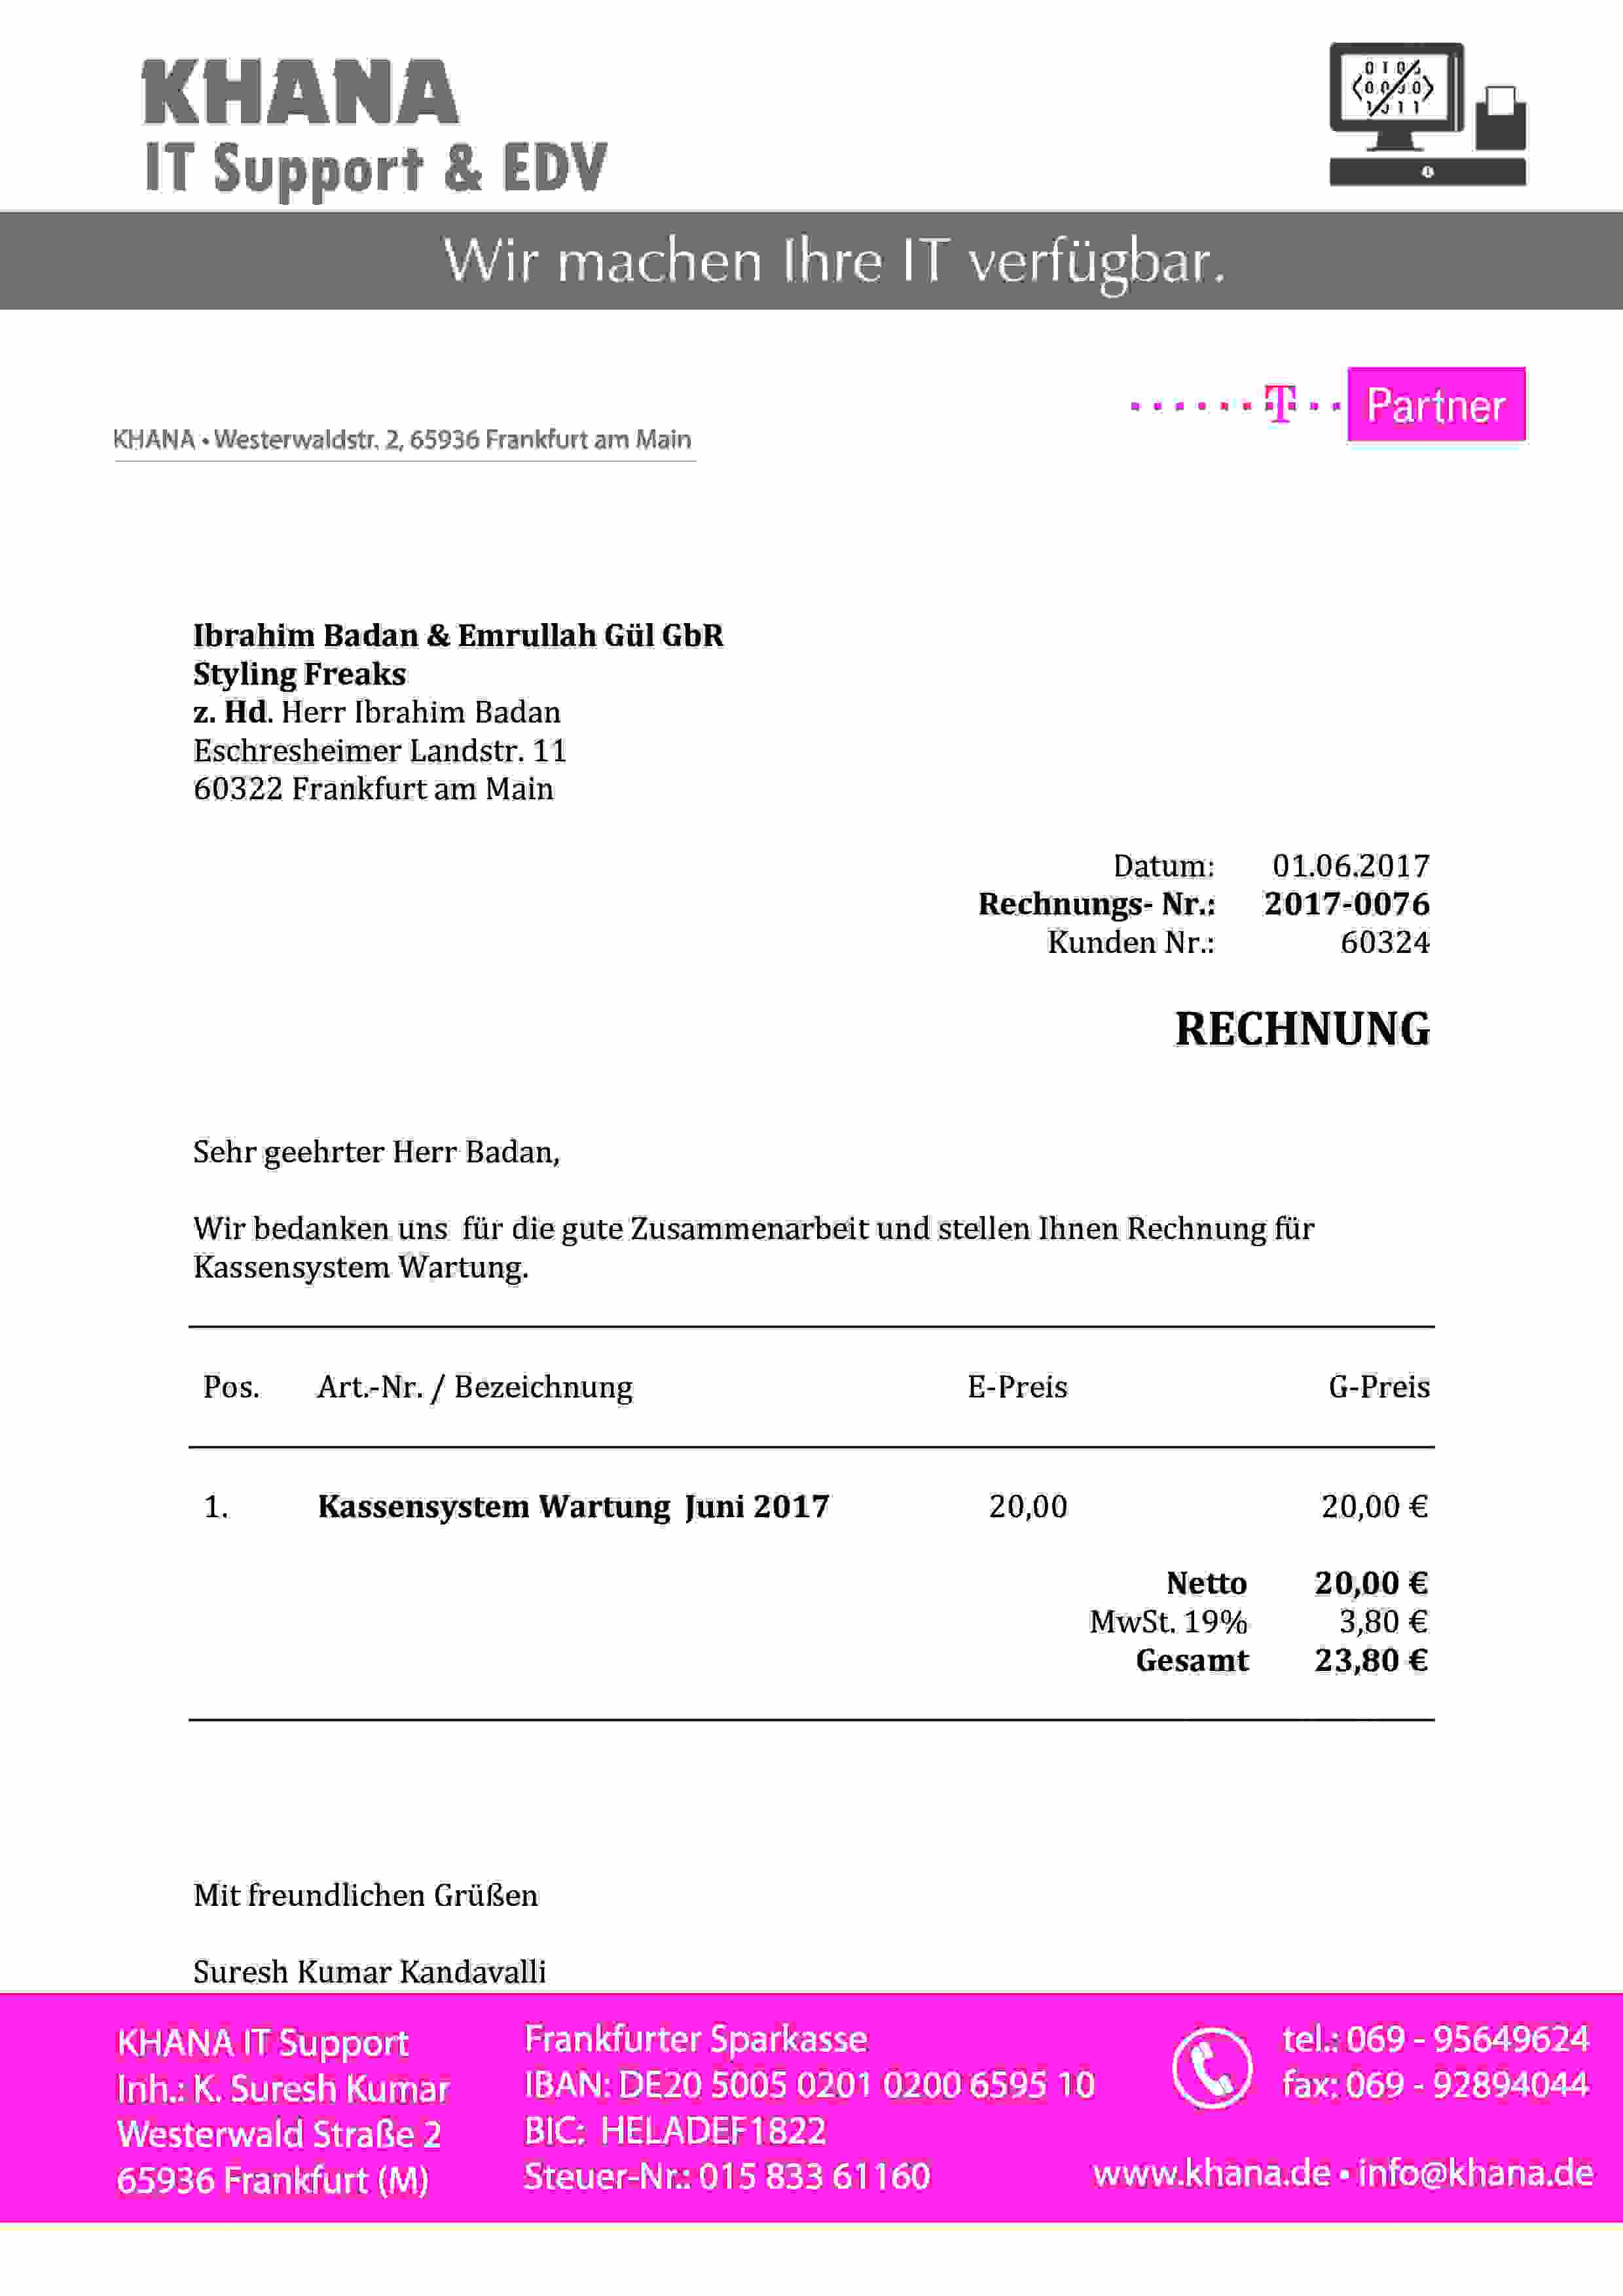 KHANA
IT Support & EDV
0 1 0
Wir machen Ihre IT verfügbar.
T Partner
KHANA • Westerwaldstr. 2, 65936 Frankfurt am Main
Ibrahim Badan & Emrullah Gül GbR
Styling Freaks
z. Hd. Herr Ibrahim Badan
Eschresheimer Landstr. 11
60322 Frankfurt am Main
Datum: 01.06.2017
Rechnungs- Nr.: 2017-0076
Kunden Nr.: 60324
RECHNUNG
Sehr geehrter Herr Badan,
Wir bedanken uns für die gute Zusammenarbeit und stellen Ihnen Rechnung für
Kassensystem Wartung.
Pos. Art.-Nr. / Bezeichnung E-Preis G-Preis
1. Kassensystem Wartung Juni 2017 20,00 20,00 €
Netto 20,00 €
MwSt. 19% 3,80 €
Gesamt 23,80 €
Mit freundlichen Grüßen
Suresh Kumar Kandavalli
KHANA IT Support
Inh.: K. Suresh Kumar
Westerwald Straße 2
65936 Frankfurt (M)
Frankfurter Sparkasse
IBAN: DE20 5005 0201 0200 6595 10
BIC: HELADEF1822
Steuer-Nr.: 015 833 61160
tel.: 069 - 95649624
fax: 069 - 92894044
www.khana.de • info@khana.de